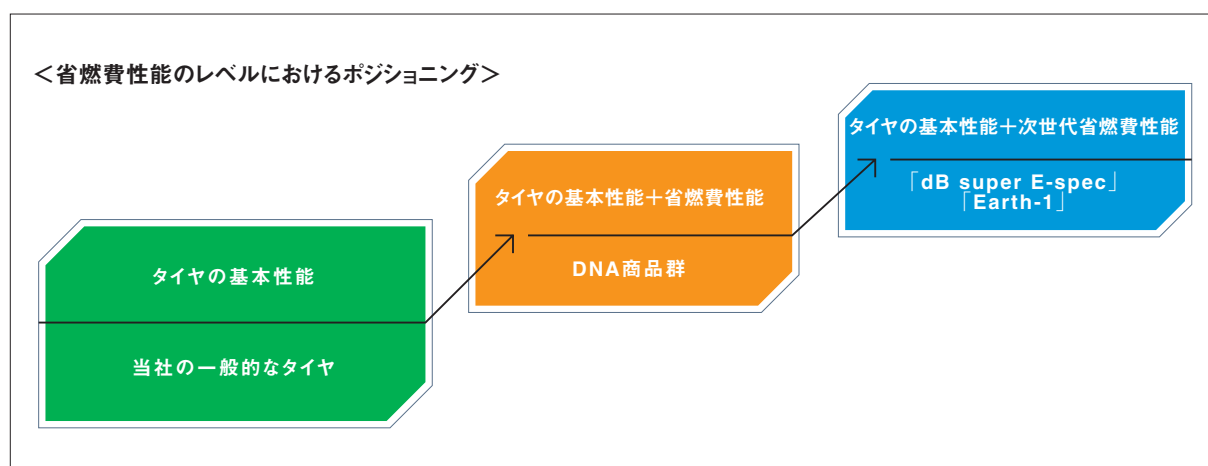 ＜省燃費性能のレベルにおけるポジショニング＞
タイヤの基本性能
当社の一般的なタイヤ
タイヤの基本性能＋省燃費性能
DNA商品群
タイヤの基本性能＋次世代省燃費性能
「dB super E-spec」
「Earth-1」